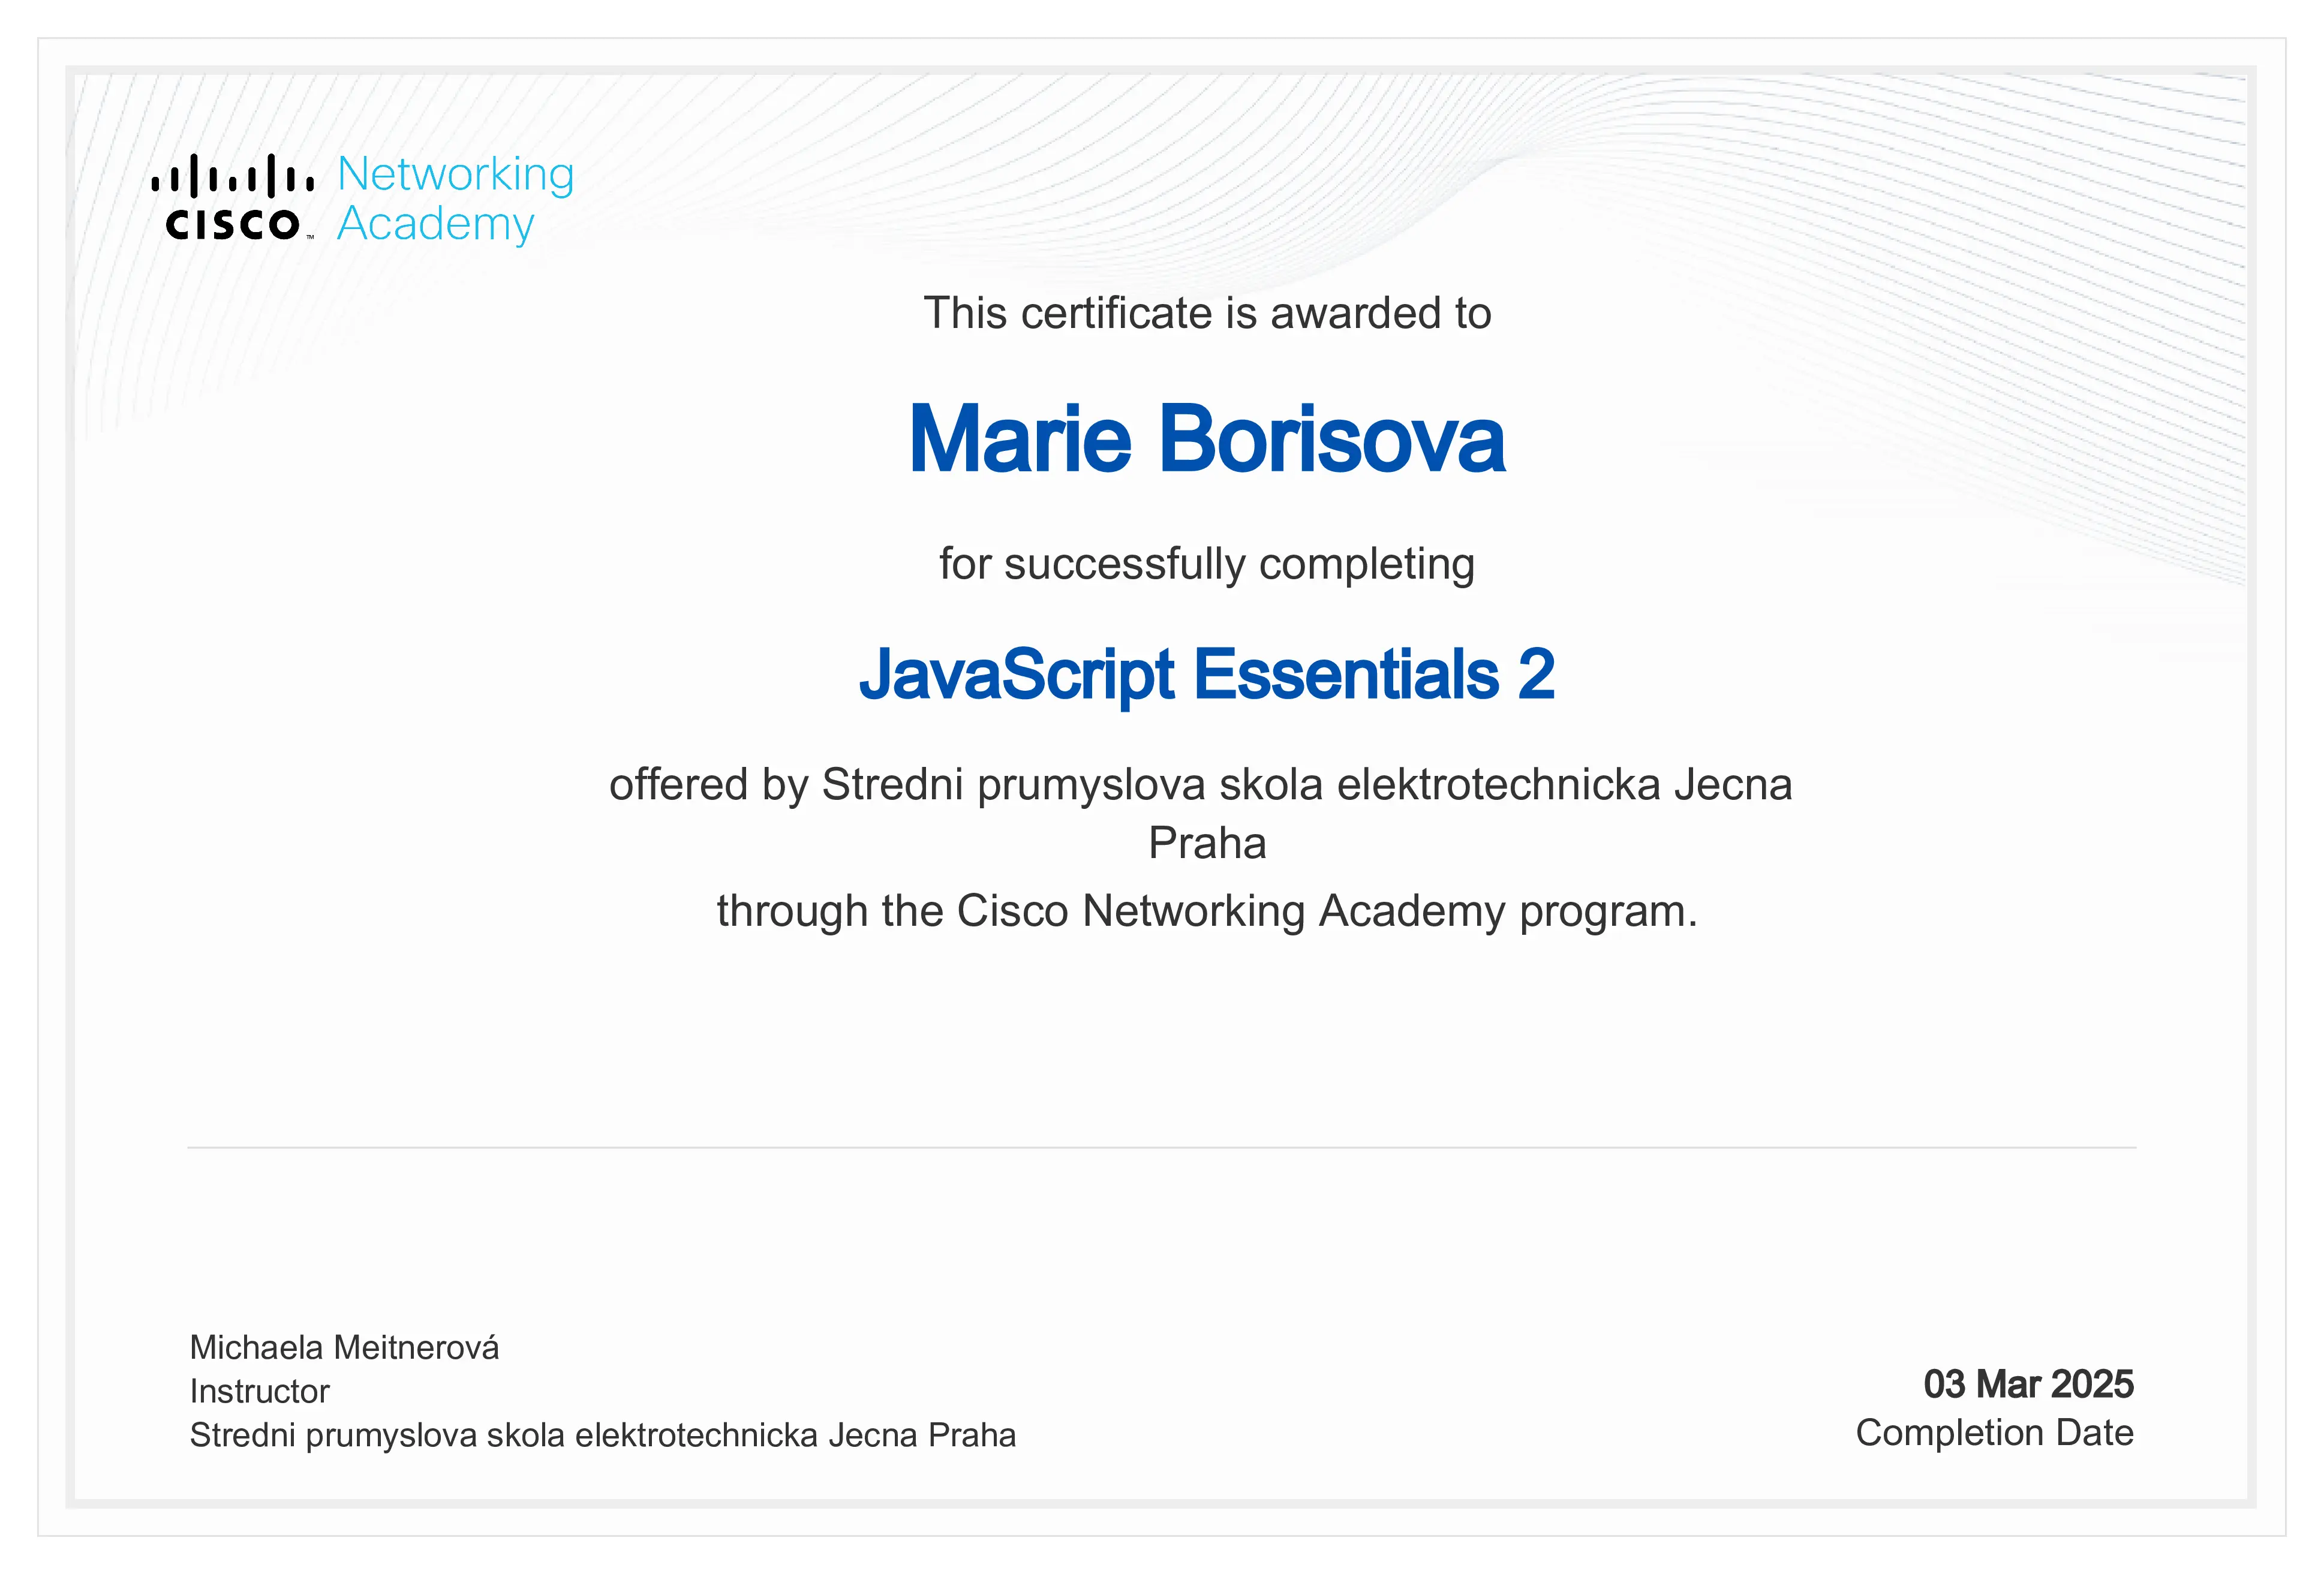 cisco™
Networking
Academy
This certificate is awarded to
Marie Borisova
for successfully completing
JavaScript Essentials 2
offered by Stredni prumyslova skola elektrotechnicka Jecna
Praha
through the Cisco Networking Academy program.
Michaela Meitnerová
Instructor
Stredni prumyslova skola elektrotechnicka Jecna Praha
03 Mar 2025
Completion Date